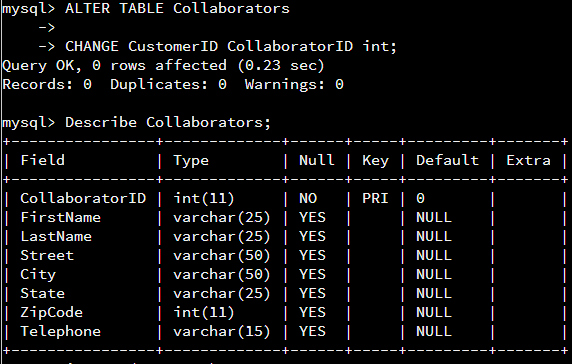 mysql> ALTER TABLE Collaborators
    ->
    -> CHANGE CustomerID CollaboratorID int;
Query OK, 0 rows affected (0.23 sec)
Records: 0  Duplicates: 0  Warnings: 0

mysql> Describe Collaborators;
+----------------+-------------+------+-----+---------+-------+
| Field          | Type        | Null | Key | Default | Extra |
+----------------+-------------+------+-----+---------+-------+
| CollaboratorID | int(11)     | NO   | PRI | 0       |       |
| FirstName      | varchar(25) | YES  |     | NULL    |       |
| LastName       | varchar(25) | YES  |     | NULL    |       |
| Street         | varchar(50) | YES  |     | NULL    |       |
| City           | varchar(50) | YES  |     | NULL    |       |
| State          | varchar(25) | YES  |     | NULL    |       |
| ZipCode        | int(11)     | YES  |     | NULL    |       |
| Telephone      | varchar(15) | YES  |     | NULL    |       |
+----------------+-------------+------+-----+---------+-------+